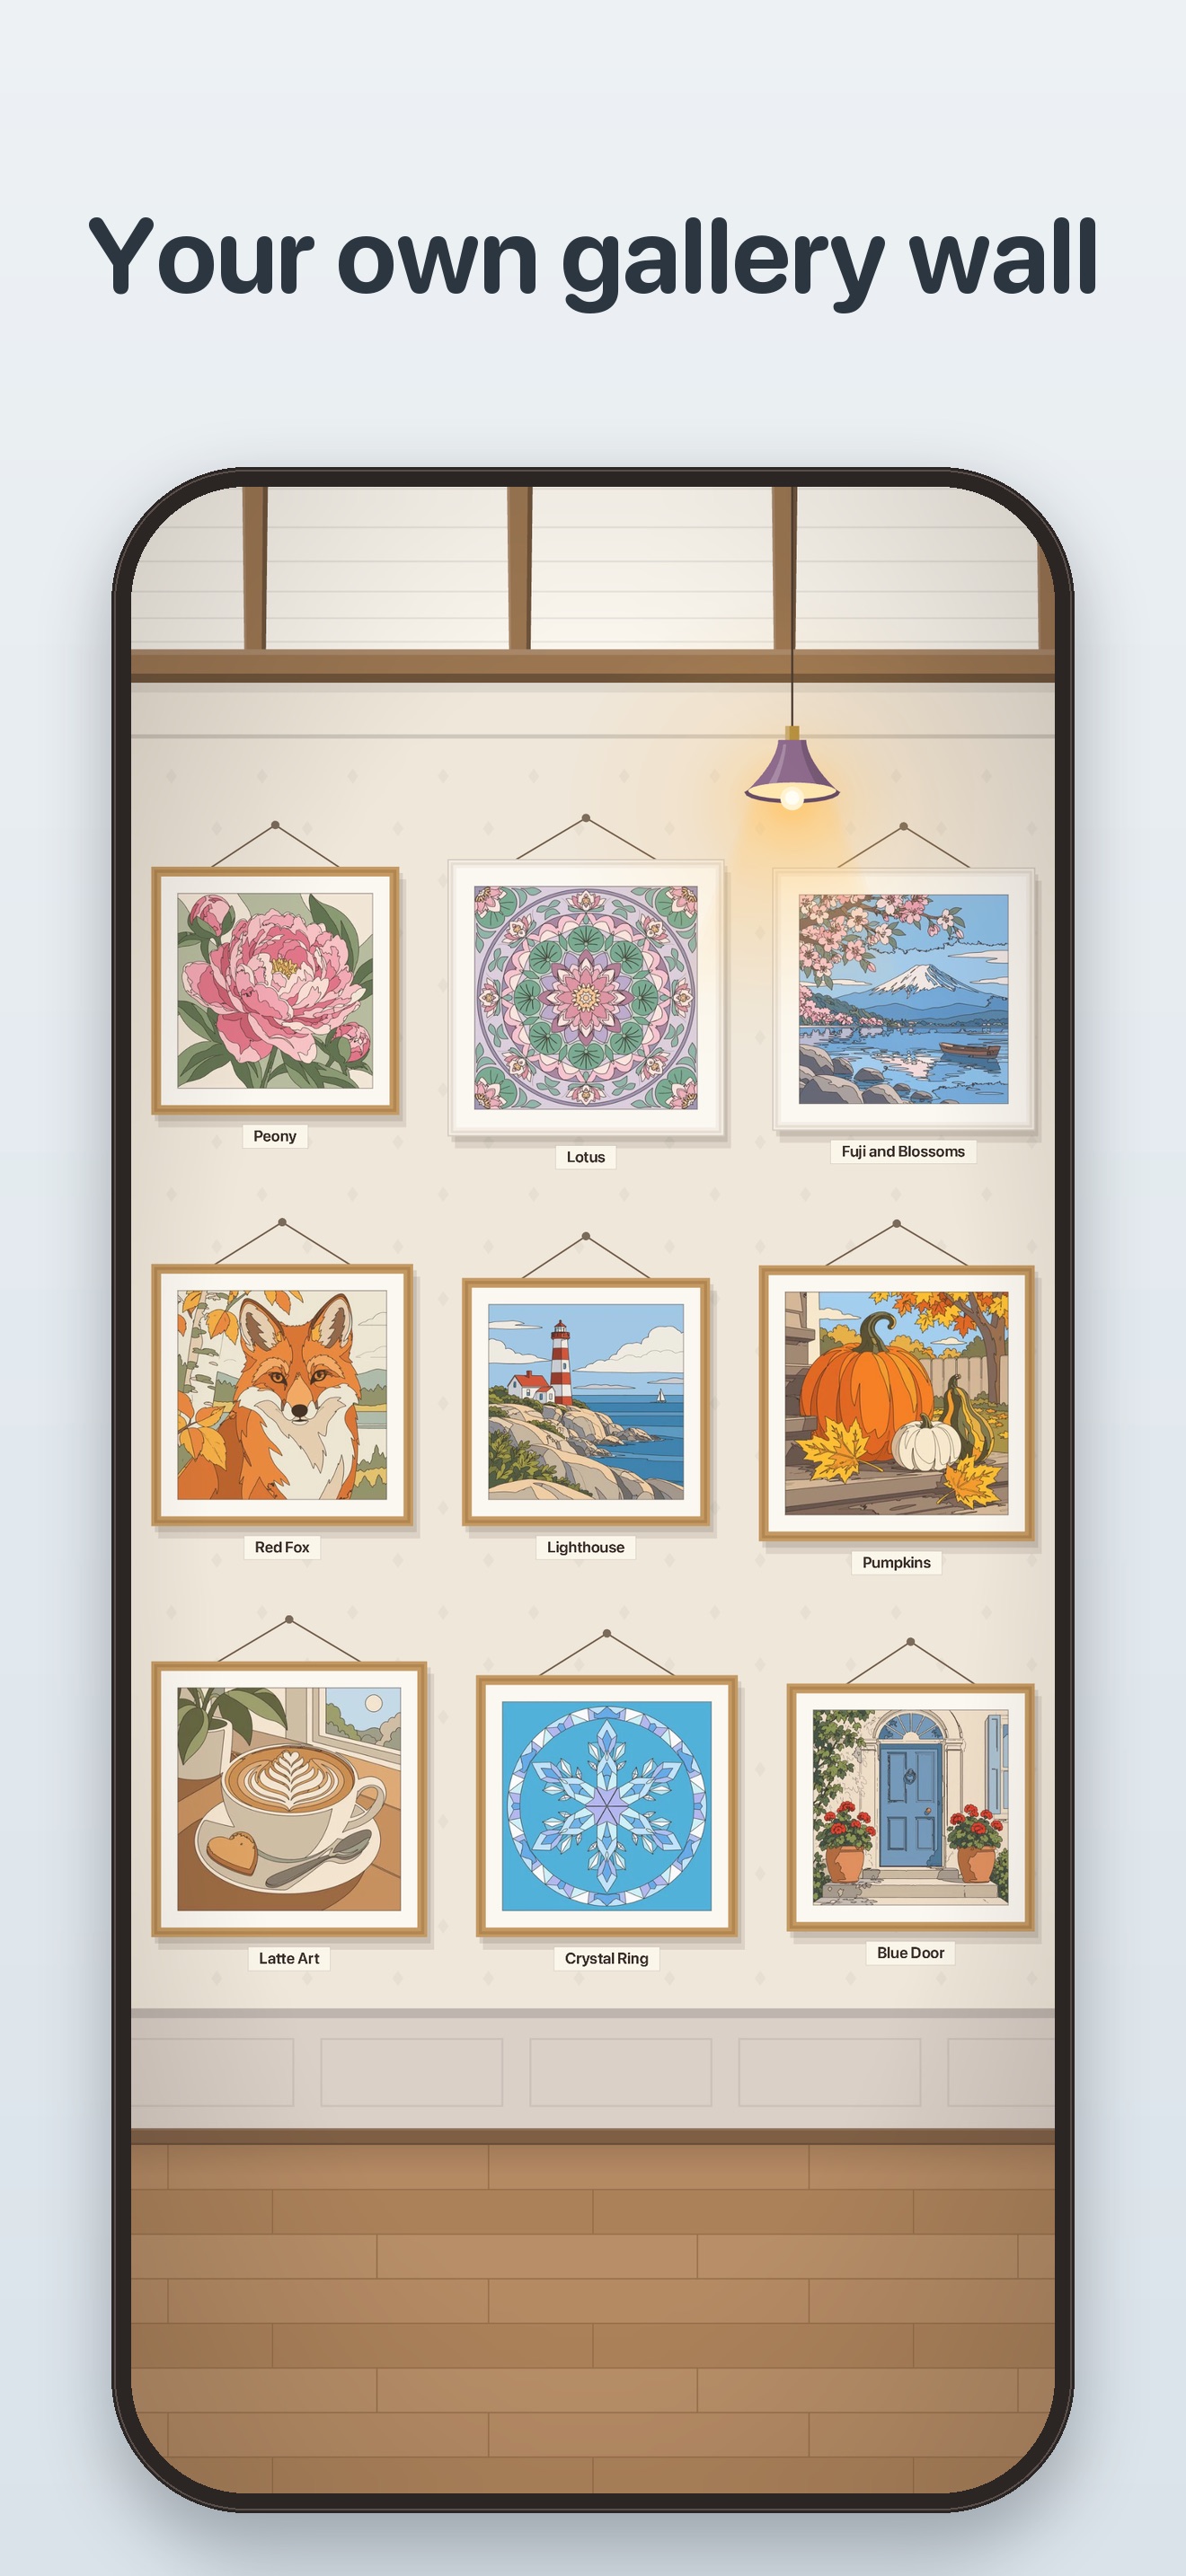 Your own gallery wall
Peony
Lotus
Fuji and Blossoms
Red Fox
Lighthouse
Pumpkins
Latte Art
Crystal Ring
Blue Door